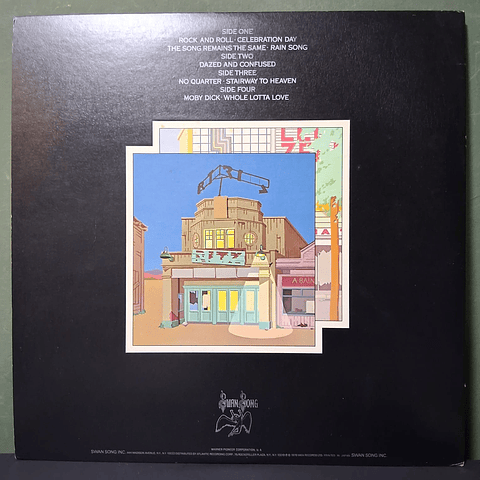 SIDE ONE
ROCK AND ROLL · CELEBRATION DAY
THE SONG REMAINS THE SAME · RAIN SONG
SIDE TWO
DAZED AND CONFUSED
SIDE THREE
NO QUARTER · STAIRWAY TO HEAVEN
SIDE FOUR
MOBY DICK · WHOLE LOTTA LOVE
A BAR
SWAN SONG
SWAN SONG INC.
SWAN SONG INC.